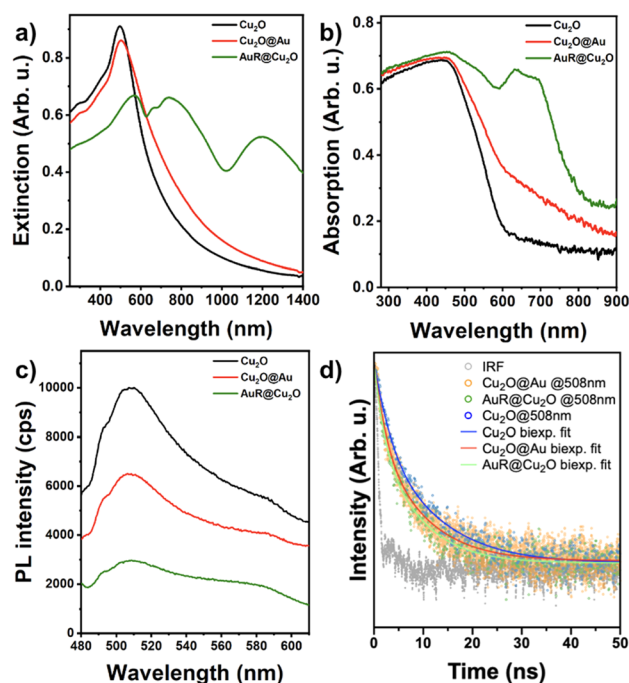 a)
Cu₂O
Cu₂O@Au
AuR@Cu₂O
Extinction (Arb. u.)
0.0
0.2
0.4
0.6
0.8
400 600 800 1000 1200 1400
Wavelength (nm)
b)
Cu₂O
Cu₂O@Au
AuR@Cu₂O
Absorption (Arb. u.)
0.8
0.6
0.4
0.2
0.0
300 400 500 600 700 800 900
Wavelength (nm)
c)
Cu₂O
Cu₂O@Au
AuR@Cu₂O
PL intensity (cps)
10000
8000
6000
4000
2000
0
480 500 520 540 560 580 600
Wavelength (nm)
d)
IRF
Cu₂O@Au @508nm
AuR@Cu₂O @508nm
Cu₂O@508nm
Cu₂O biexp. fit
Cu₂O@Au biexp. fit
AuR@Cu₂O biexp. fit
Intensity (Arb. u.)
0 10 20 30 40 50
Time (ns)